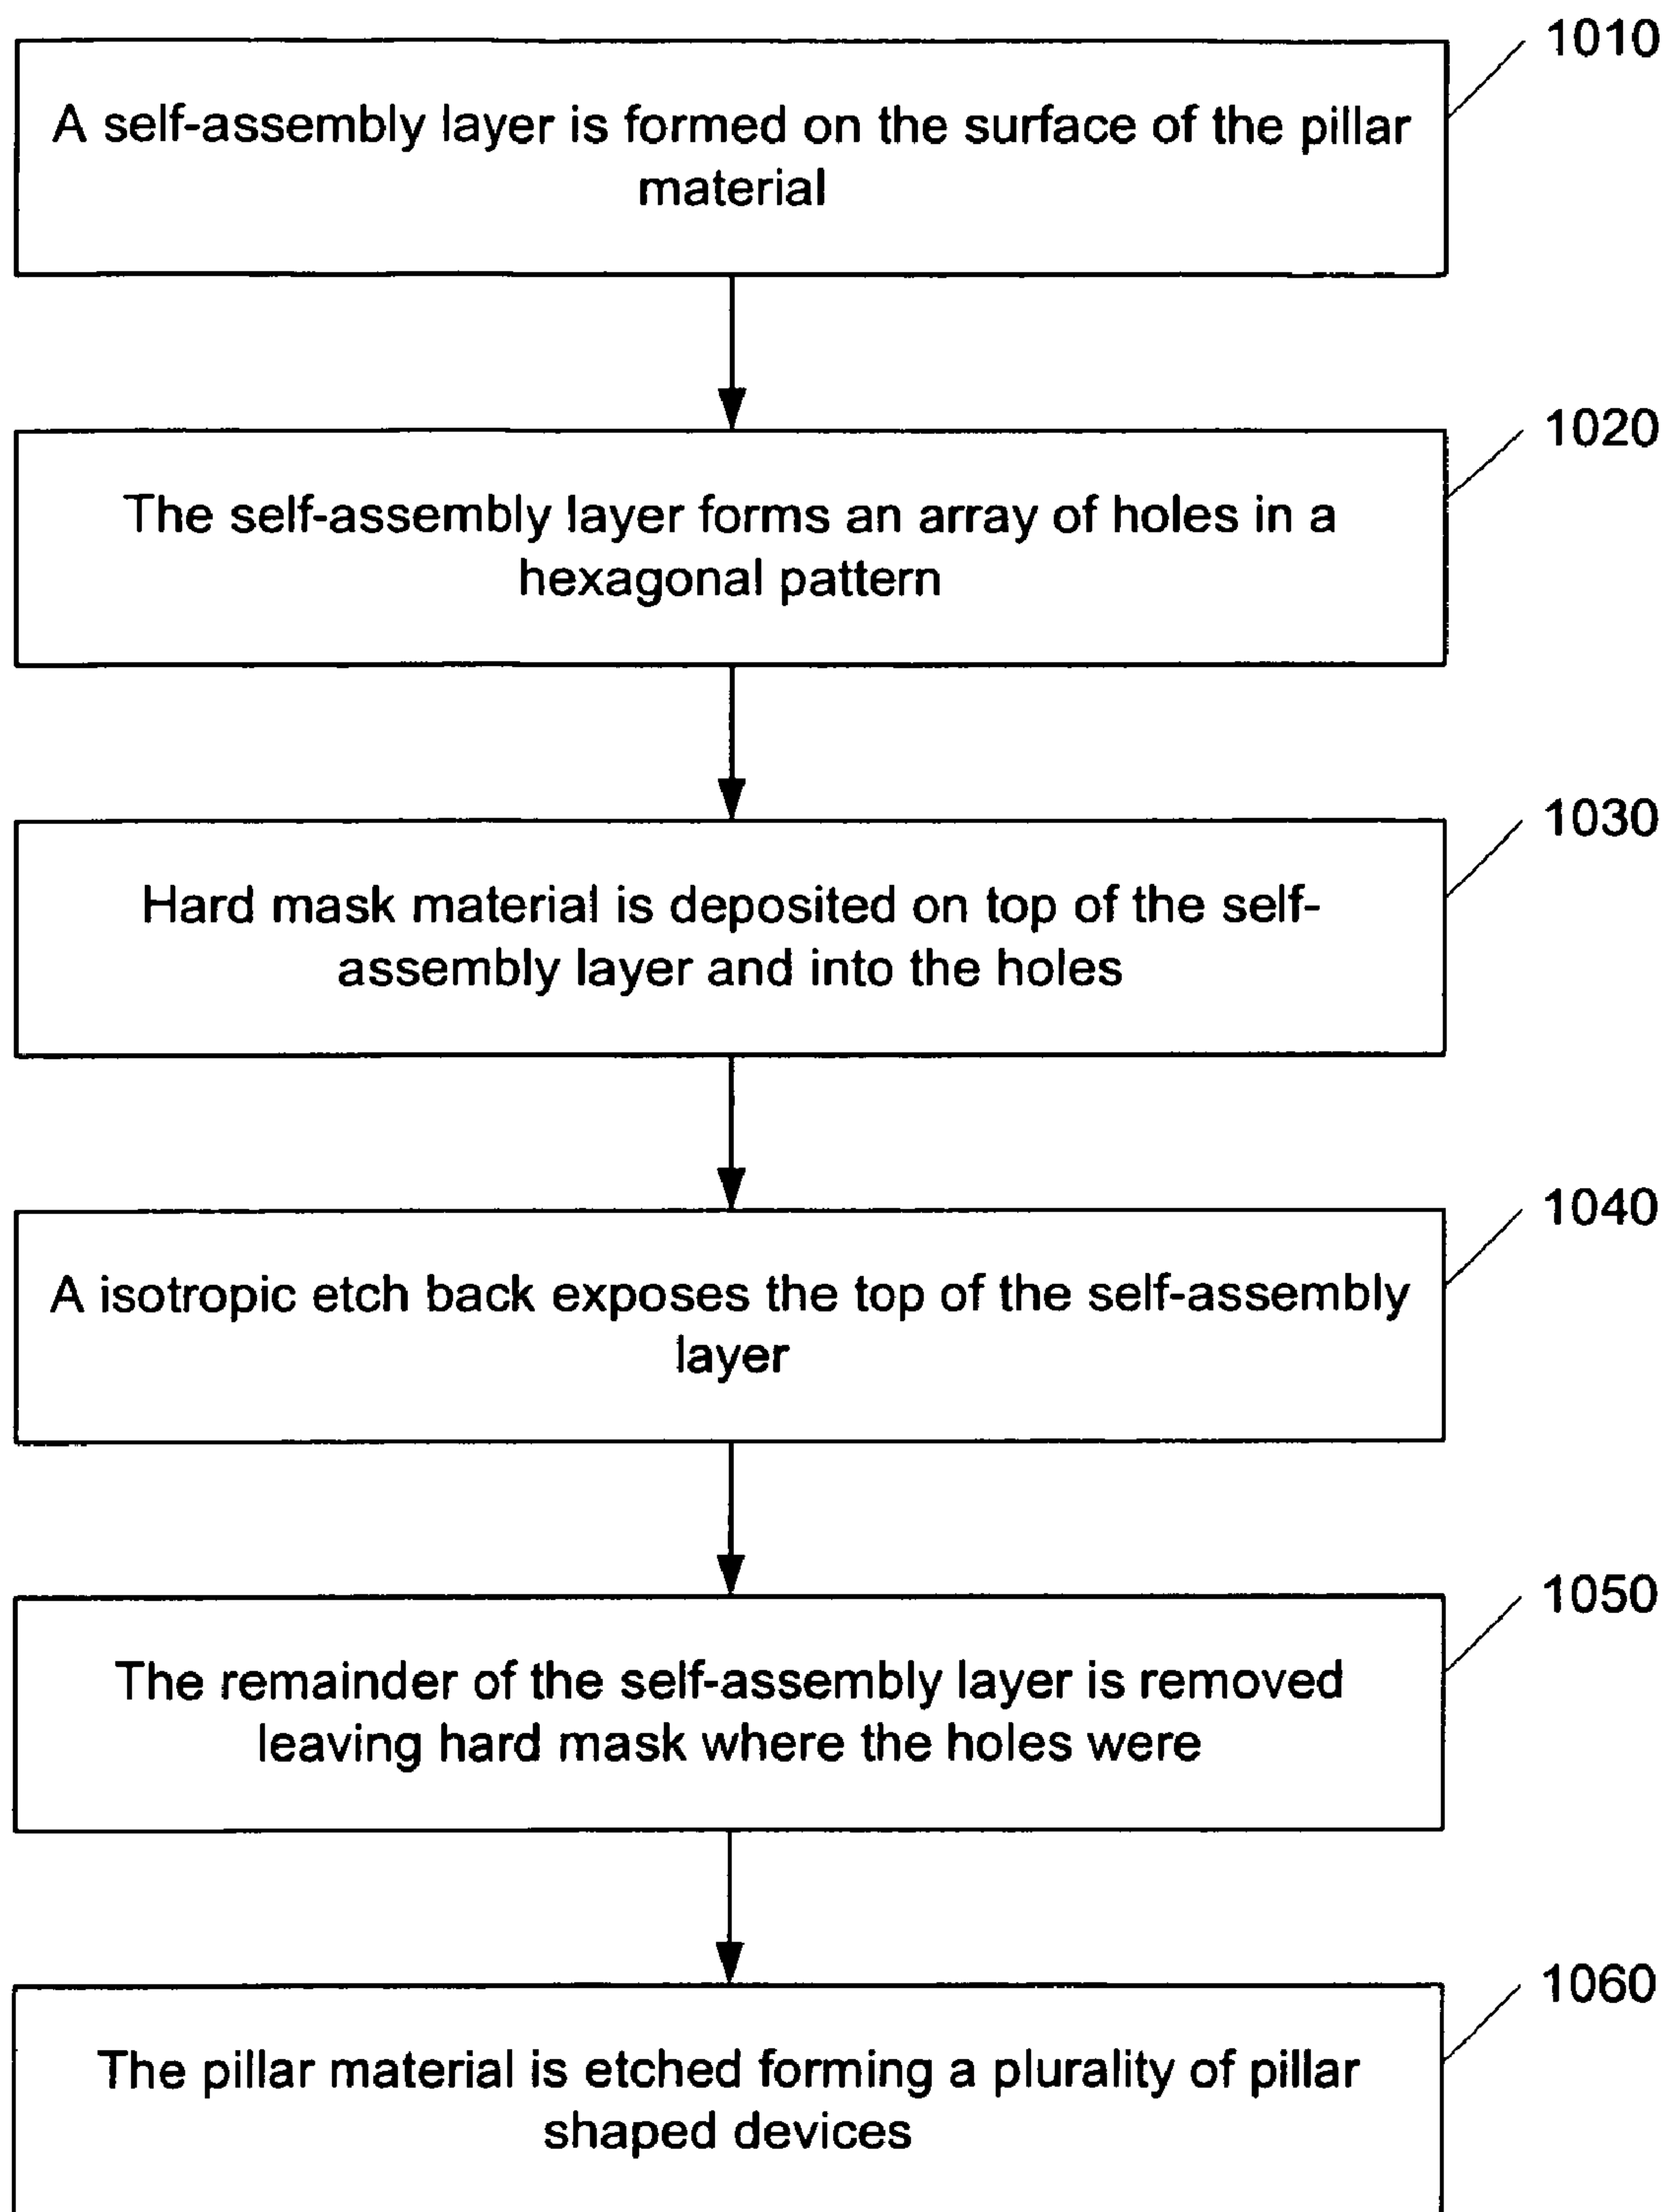 1010
A self-assembly layer is formed on the surface of the pillar
material
1020
The self-assembly layer forms an array of holes in a
hexagonal pattern
1030
Hard mask material is deposited on top of the self-
assembly layer and into the holes
1040
A isotropic etch back exposes the top of the self-assembly
layer
1050
The remainder of the self-assembly layer is removed
leaving hard mask where the holes were
1060
The pillar material is etched forming a plurality of pillar
shaped devices